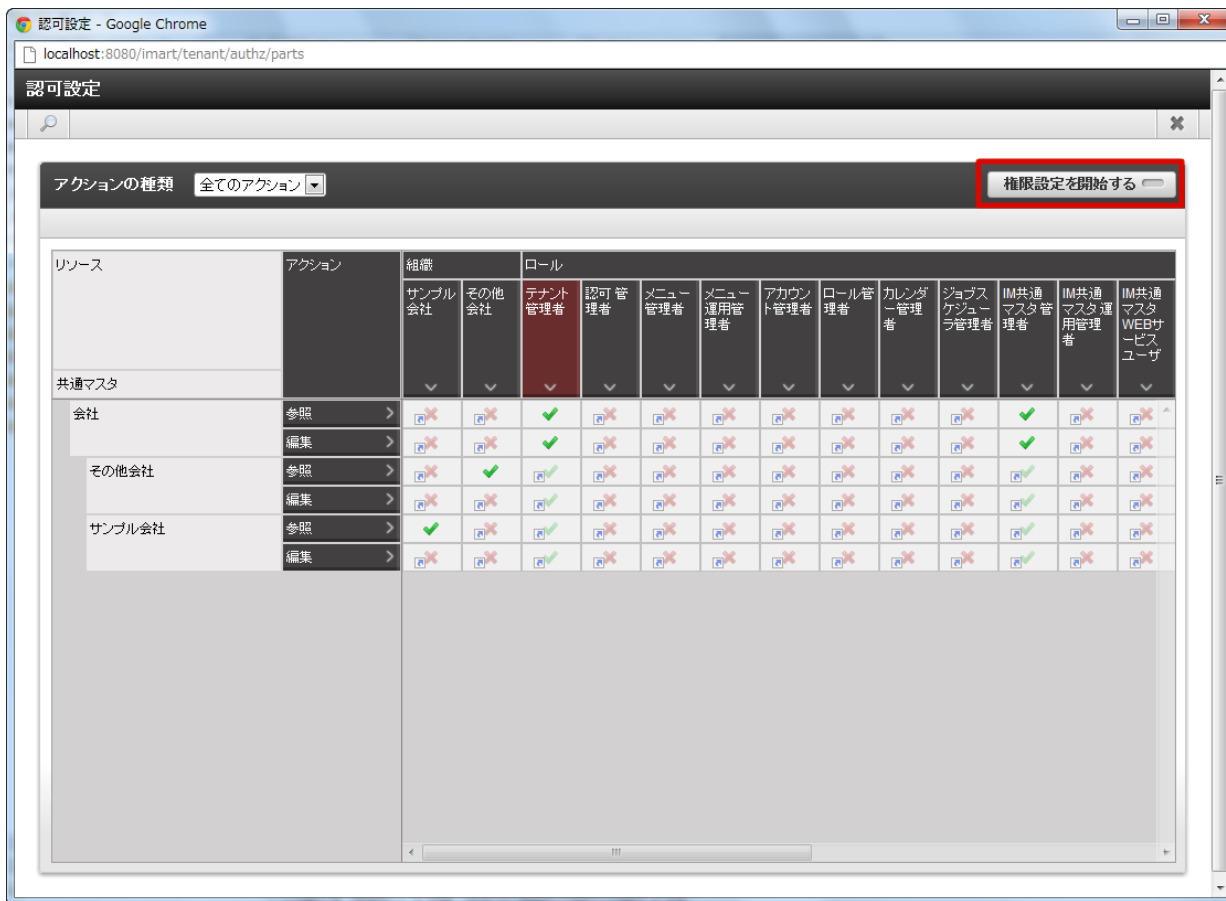 認可設定 - Google Chrome
localhost:8080/imart/tenant/authz/parts
認可設定
アクションの種類 全てのアクション 権限設定を開始する
リソース アクション 組織 ロール
サンプル会社 その他会社 テナント管理者 認可 管理者 メニュー管理者 メニュー運用管理者 アカウント管理者 ロール管理者 カレンダー管理者 ジョブスケジューラ管理者 IM共通マスタ 管理者 IM共通マスタ 運用管理者 IM共通マスタ WEBサービスユーザ
共通マスタ
会社 参照
編集
その他会社 参照
編集
サンプル会社 参照
編集